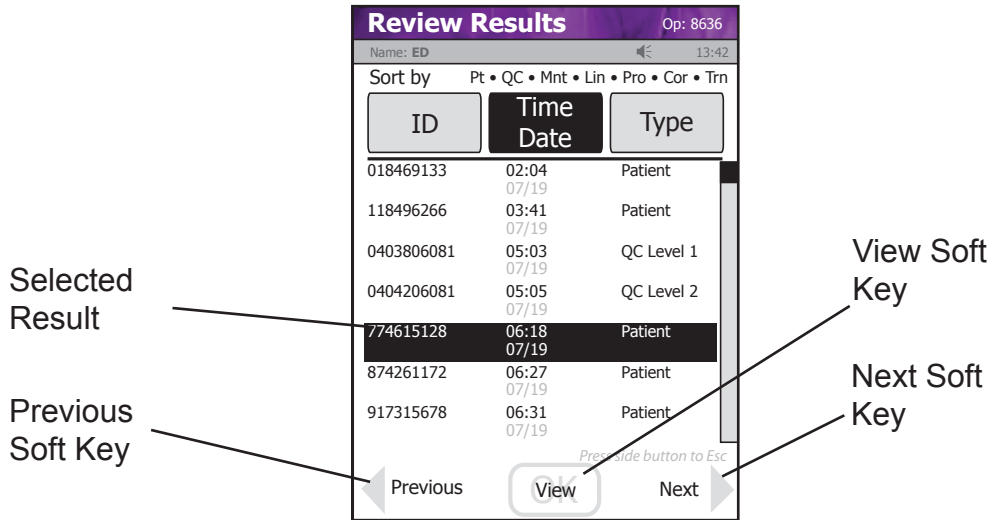 Review Results Op: 8636
Name: ED 13:42
Sort by Pt • QC • Mnt • Lin • Pro • Cor • Trn
ID
Time
Date
Type
018469133 02:04 Patient
07/19
118496266 03:41 Patient
07/19
0403806081 05:03 QC Level 1
07/19
0404206081 05:05 QC Level 2
07/19
774615128 06:18 Patient
07/19
874261172 06:27 Patient
07/19
917315678 06:31 Patient
07/19
Press side button to Esc
Previous OK View Next
Selected
Result
Previous
Soft Key
View Soft
Key
Next Soft
Key